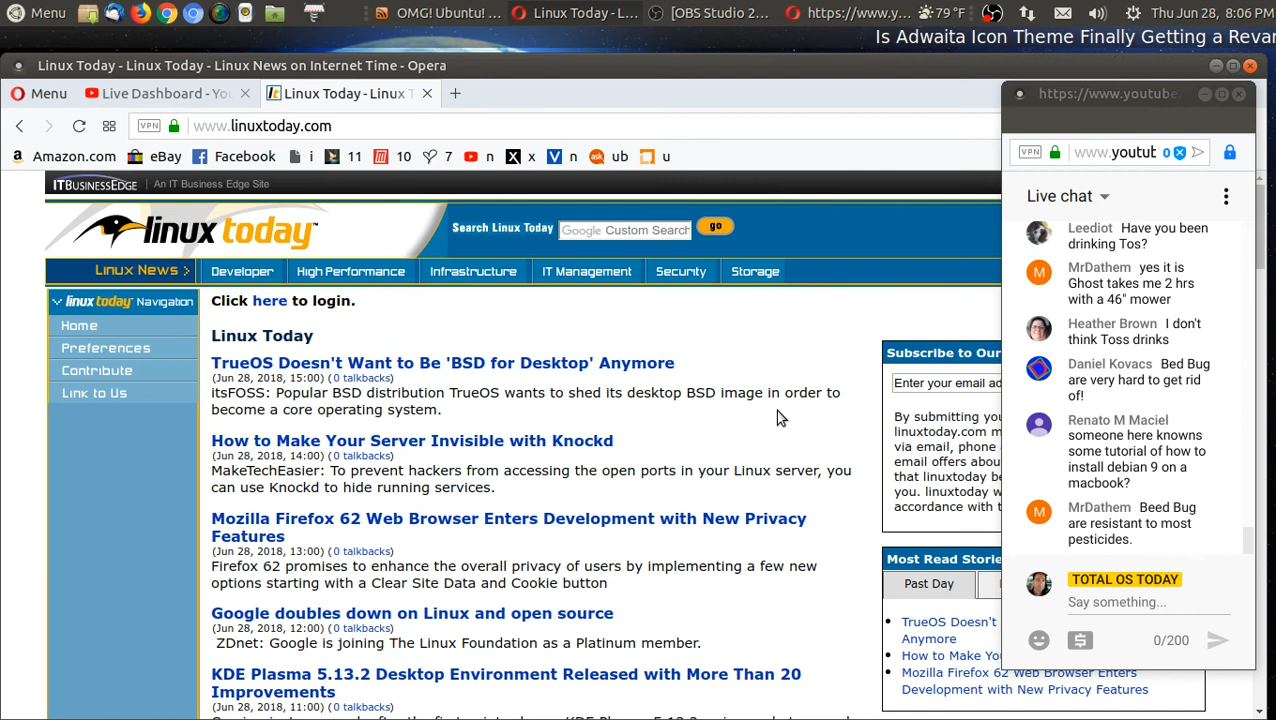 Menu
OMG! Ubuntu! ...
Linux Today - L...
[OBS Studio 2...
https://www.y...
79 °F
Thu Jun 28, 8:06 PM
Is Adwaita Icon Theme Finally Getting a Revam
Linux Today - Linux Today - Linux News on Internet Time - Opera
Menu
Live Dashboard - You
Linux Today - Linux T
VPN
www.linuxtoday.com
Amazon.com
eBay
Facebook
i
11
10
7
n
x
n
ub
u
ITBUSINESSEDGE
An IT Business Edge Site
linux today
Search Linux Today
Google Custom Search
go
Linux News >
Developer
High Performance
Infrastructure
IT Management
Security
Storage
linux today Navigation
Home
Preferences
Contribute
Link to Us
Click here to login.
Linux Today
TrueOS Doesn't Want to Be 'BSD for Desktop' Anymore
(Jun 28, 2018, 15:00) (0 talkbacks)
itsFOSS: Popular BSD distribution TrueOS wants to shed its desktop BSD image in order to
become a core operating system.
How to Make Your Server Invisible with Knockd
(Jun 28, 2018, 14:00) (0 talkbacks)
MakeTechEasier: To prevent hackers from accessing the open ports in your Linux server, you
can use Knockd to hide running services.
Mozilla Firefox 62 Web Browser Enters Development with New Privacy
Features
(Jun 28, 2018, 13:00) (0 talkbacks)
Firefox 62 promises to enhance the overall privacy of users by implementing a few new
options starting with a Clear Site Data and Cookie button
Google doubles down on Linux and open source
(Jun 28, 2018, 12:00) (0 talkbacks)
ZDnet: Google is joining The Linux Foundation as a Platinum member.
KDE Plasma 5.13.2 Desktop Environment Released with More Than 20
Improvements
(Jun 28, 2018, 11:00) (0 talkbacks)
Subscribe to Our
Enter your email ad
By submitting you
linuxtoday.com m
via email, phone a
email offers abou
that linuxtoday be
you. linuxtoday w
accordance with t
Most Read Stories
Past Day
TrueOS Doesn't
Anymore
How to Make Yo
Mozilla Firefox 62 Web Browser Enters
Development with New Privacy Features
https://www.youtube.
VPN
www.youtub
0
Live chat
Leediot Have you been
drinking Tos?
MrDathem yes it is
Ghost takes me 2 hrs
with a 46" mower
Heather Brown I don't
think Toss drinks
Daniel Kovacs Bed Bug
are very hard to get rid
of!
Renato M Maciel
someone here knowns
some tutorial of how to
install debian 9 on a
macbook?
MrDathem Beed Bug
are resistant to most
pesticides.
TOTAL OS TODAY
Say something...
0/200